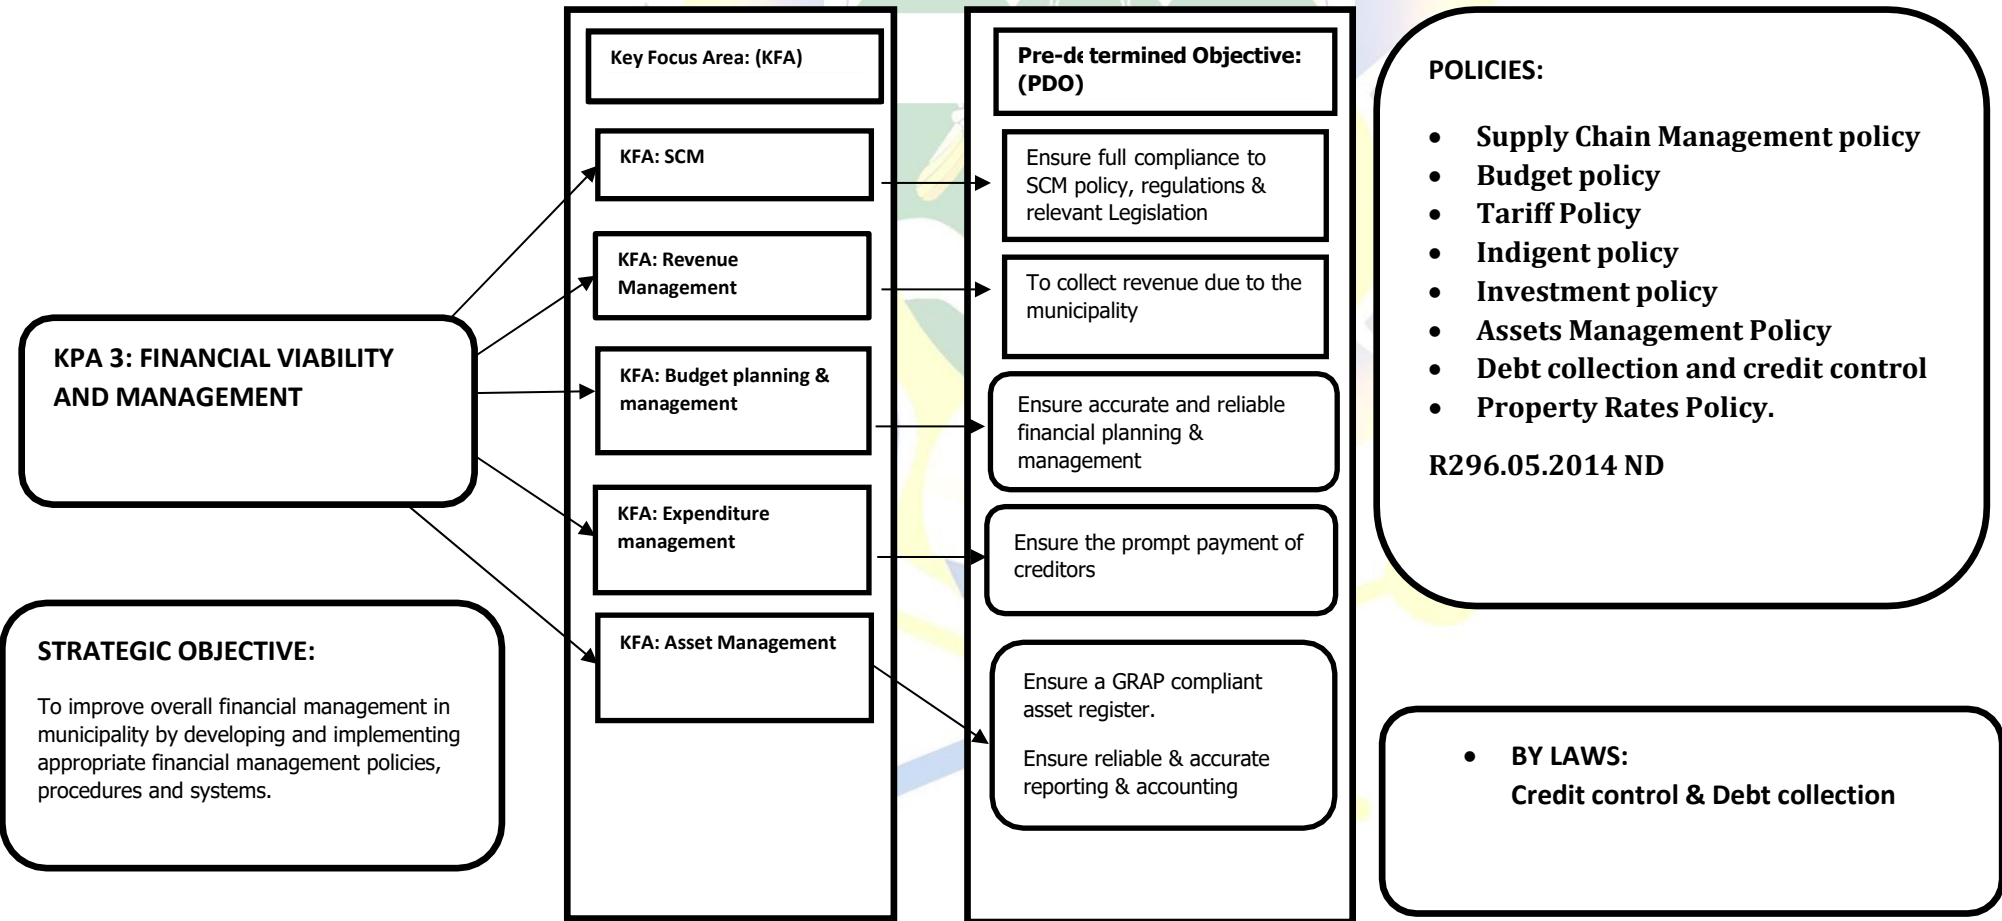 KPA 3: FINANCIAL VIABILITY
AND MANAGEMENT
STRATEGIC OBJECTIVE:
To improve overall financial management in
municipality by developing and implementing
appropriate financial management policies,
procedures and systems.
Key Focus Area: (KFA)
KFA: SCM
KFA: Revenue
Management
KFA: Budget planning &
management
KFA: Expenditure
management
KFA: Asset Management
Pre-determined Objective:
(PDO)
Ensure full compliance to
SCM policy, regulations &
relevant Legislation
To collect revenue due to the
municipality
Ensure accurate and reliable
financial planning &
management
Ensure the prompt payment of
creditors
Ensure a GRAP compliant
asset register.
Ensure reliable & accurate
reporting & accounting
POLICIES:
• Supply Chain Management policy
• Budget policy
• Tariff Policy
• Indigent policy
• Investment policy
• Assets Management Policy
• Debt collection and credit control
• Property Rates Policy.
R296.05.2014 ND
• BY LAWS:
Credit control & Debt collection